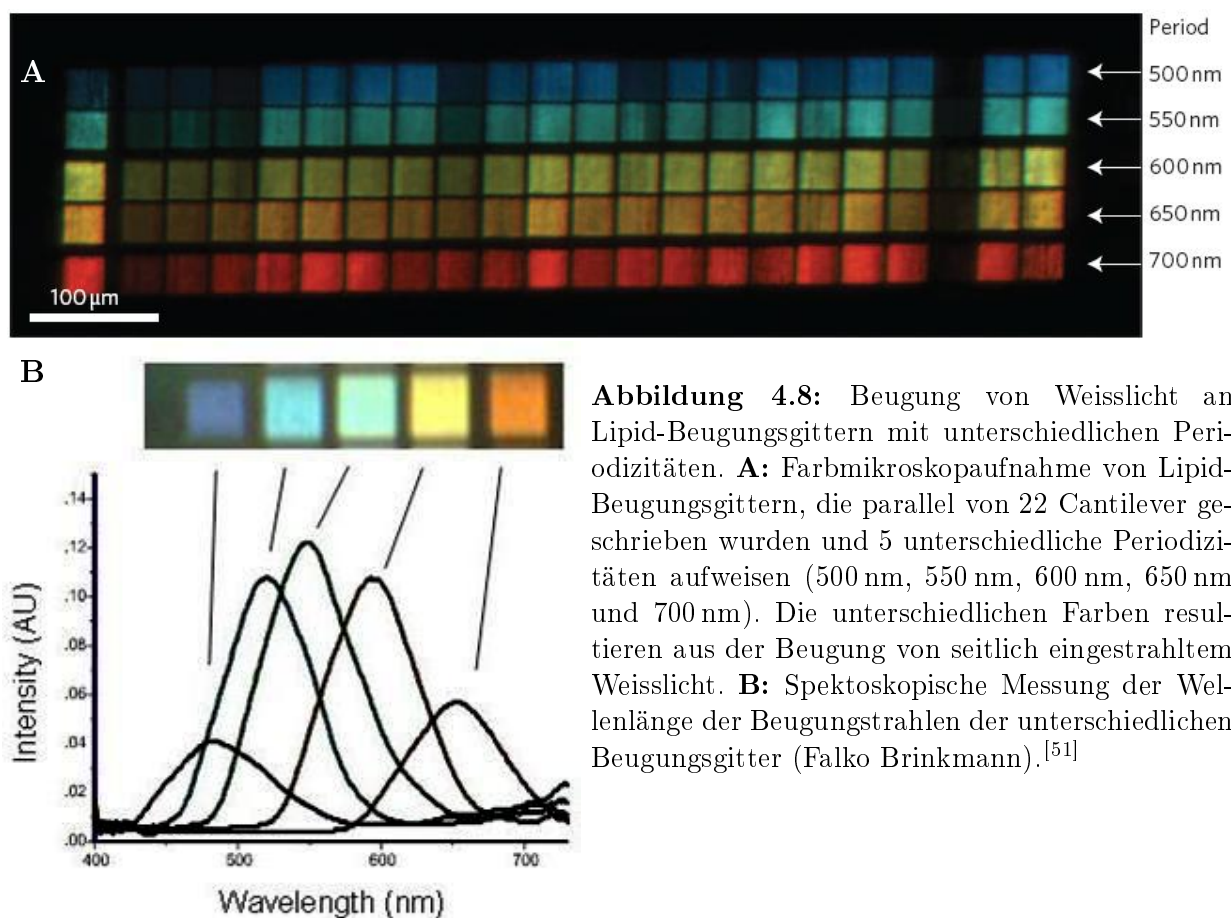 Period
A
500 nm
550 nm
600 nm
650 nm
700 nm
100 µm
B
.14
.12
.10
.08
.06
.04
.02
.00
Intensity (AU)
400 500 600 700
Wavelength (nm)
Abbildung 4.8: Beugung von Weisslicht an
Lipid-Beugungsgittern mit unterschiedlichen Peri-
odizitäten. A: Farbmikroskopaufnahme von Lipid-
Beugungsgittern, die parallel von 22 Cantilever ge-
schrieben wurden und 5 unterschiedliche Periodizi-
täten aufweisen (500 nm, 550 nm, 600 nm, 650 nm
und 700 nm). Die unterschiedlichen Farben resul-
tieren aus der Beugung von seitlich eingestrahltem
Weisslicht. B: Spektoskopische Messung der Wel-
lenlänge der Beugungstrahlen der unterschiedlichen
Beugungsgitter (Falko Brinkmann).[51]